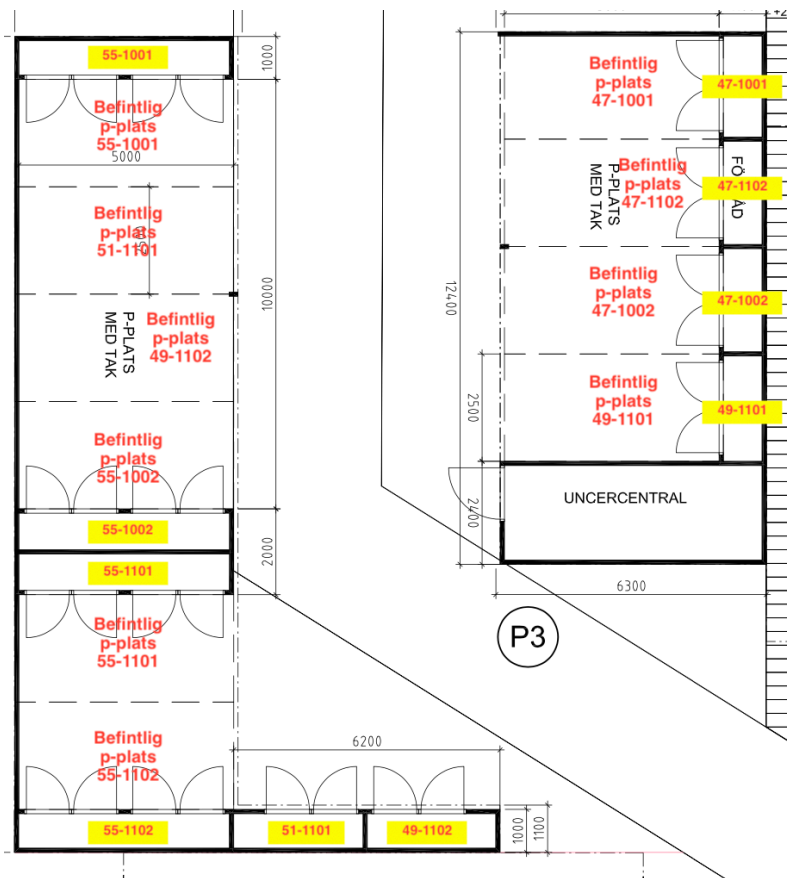 55-1001
Befintlig
p-plats
55-1001
5000
1000
Befintlig
p-plats
51-1101
10000
P-PLATS
MED TAK
Befintlig
p-plats
49-1102
Befintlig
p-plats
55-1002
55-1002
2000
55-1101
Befintlig
p-plats
55-1101
Befintlig
p-plats
55-1102
6200
55-1102
51-1101
49-1102
1000
1100
+2
Befintlig
p-plats
47-1001
47-1001
P-PLATS
MED TAK
Befintlig
p-plats
47-1102
47-1102
12400
Befintlig
p-plats
47-1002
47-1002
2500
Befintlig
p-plats
49-1101
49-1101
2400
UNCERCENTRAL
6300
P3